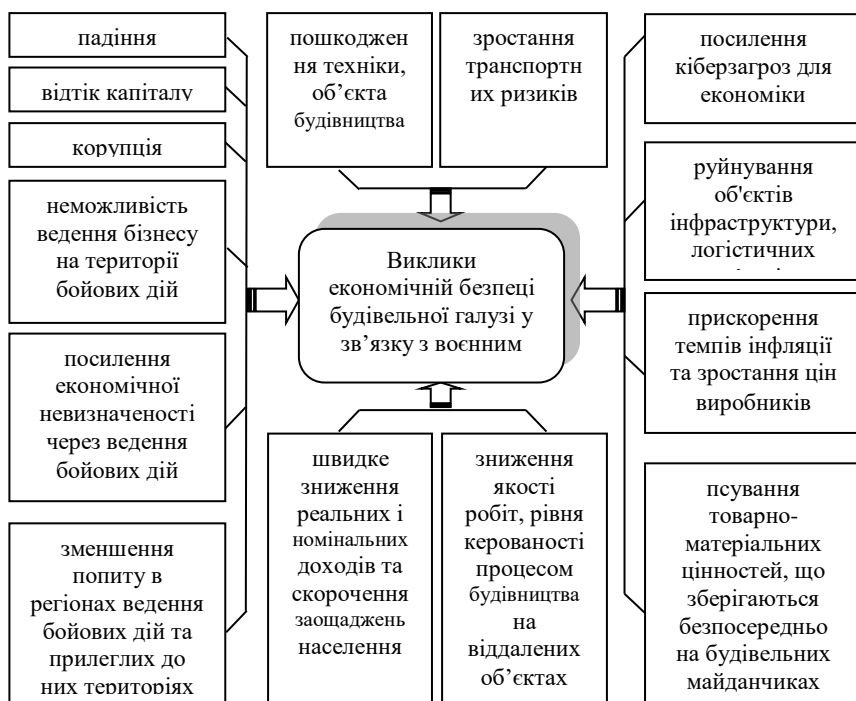 падіння
відтік капіталу
корупція
неможливість
ведення бізнесу
на території
бойових дій
посилення
економічної
невизначеності
через ведення
бойових дій
зменшення
попиту в
регіонах ведення
бойових дій та
прилеглих до
них територіях
пошкоджен
ня техніки,
об’єкта
будівництва
зростання
транспортн
их ризиків
Виклики
економічній безпеці
будівельної галузі у
зв’язку з воєнним
швидке
зниження
реальних і
номінальних
доходів та
скорочення
заощаджень
населення
зниження
якості
робіт, рівня
керованості
процесом
будівництва
на
віддалених
об’єктах
посилення
кіберзагроз для
економіки
руйнування
об'єктів
інфраструктури,
логістичних
прискорення
темпів інфляції
та зростання цін
виробників
псування
товарно-
матеріальних
цінностей, що
зберігаються
безпосередньо
на будівельних
майданчиках